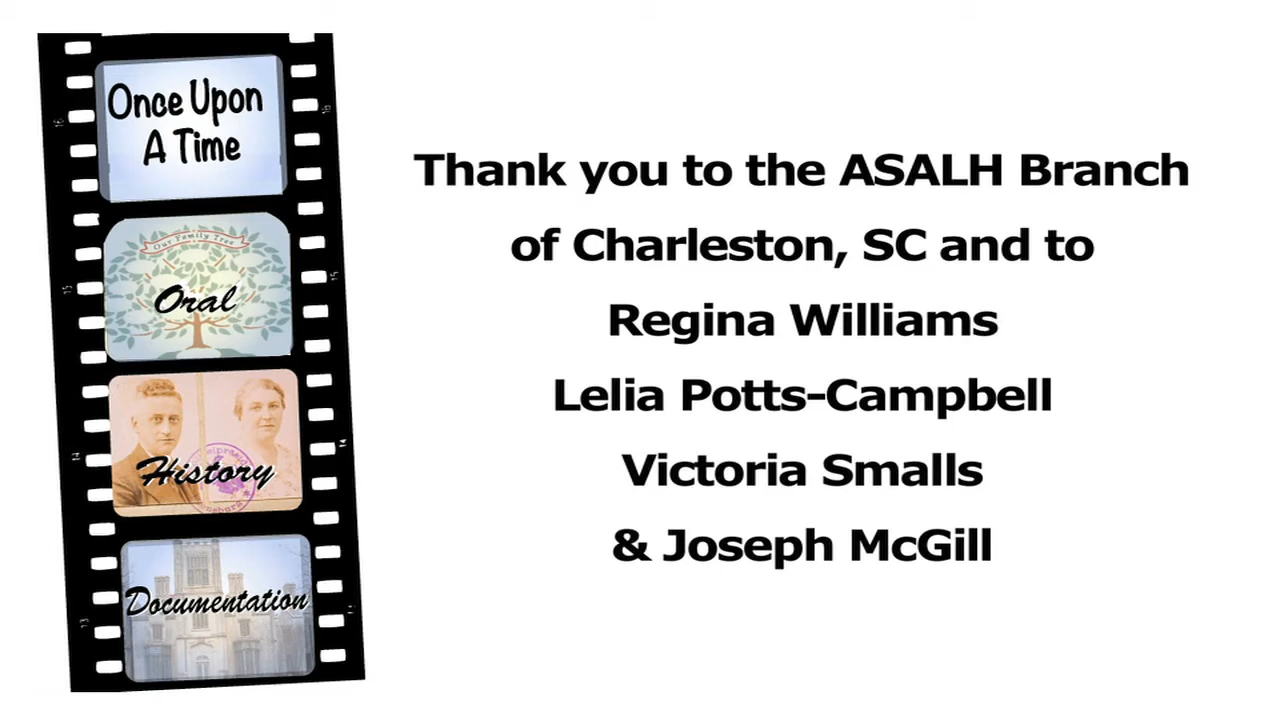 Once Upon
A Time
Our Family Tree
Oral
History
Documentation
Thank you to the ASALH Branch
of Charleston, SC and to
Regina Williams
Lelia Potts-Campbell
Victoria Smalls
& Joseph McGill